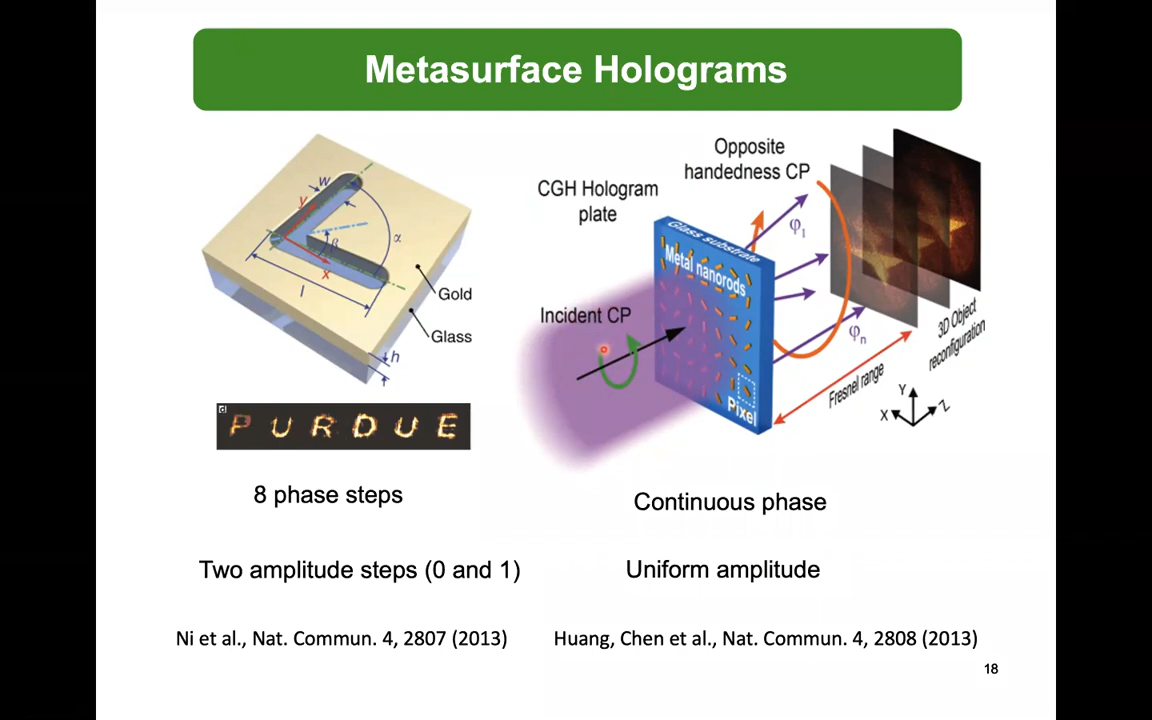 Metasurface Holograms
w
y
β
α
x
l
Gold
Glass
h
d
PURDUE
8 phase steps
Two amplitude steps (0 and 1)
Ni et al., Nat. Commun. 4, 2807 (2013)
Opposite
handedness CP
CGH Hologram
plate
Glass substrate
Metal nanorods
φ1
Incident CP
φn
3D Object
reconfiguration
Fresnel range
Pixel
Y
X
Z
Continuous phase
Uniform amplitude
Huang, Chen et al., Nat. Commun. 4, 2808 (2013)
18